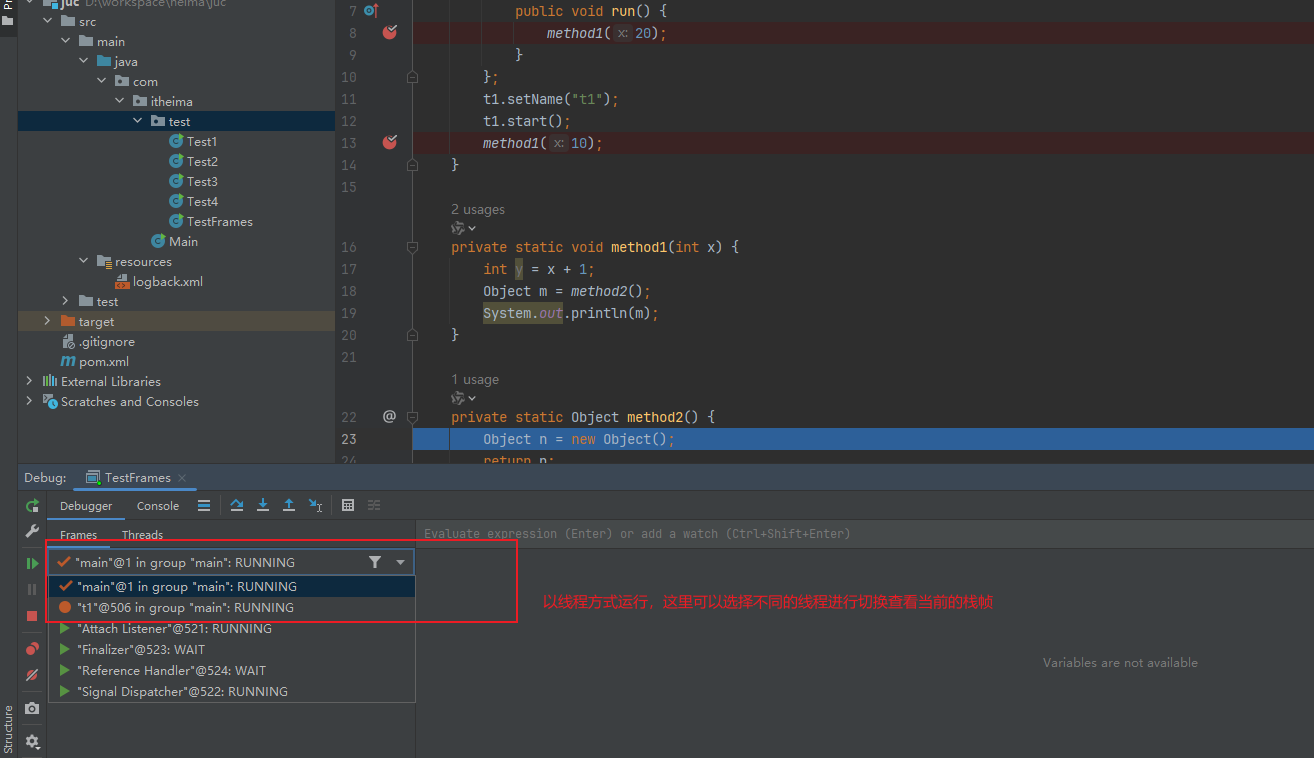 juc D:\workspace\heima\juc
src
main
java
com
itheima
test
Test1
Test2
Test3
Test4
TestFrames
Main
resources
logback.xml
test
target
.gitignore
pom.xml
External Libraries
Scratches and Consoles
7 public void run() {
8 method1( x: 20);
9 }
10 };
11 t1.setName("t1");
12 t1.start();
13 method1( x: 10);
14 }
15
2 usages
16 private static void method1(int x) {
17 int y = x + 1;
18 Object m = method2();
19 System.out.println(m);
20 }
21
1 usage
22 @ private static Object method2() {
23 Object n = new Object();
24 return n;
Debug: TestFrames
Debugger Console
Frames Threads
Evaluate expression (Enter) or add a watch (Ctrl+Shift+Enter)
"main"@1 in group "main": RUNNING
"main"@1 in group "main": RUNNING
"t1"@506 in group "main": RUNNING
"Attach Listener"@521: RUNNING
"Finalizer"@523: WAIT
"Reference Handler"@524: WAIT
"Signal Dispatcher"@522: RUNNING
以线程方式运行，这里可以选择不同的线程进行切换查看当前的栈帧
Variables are not available
Structure